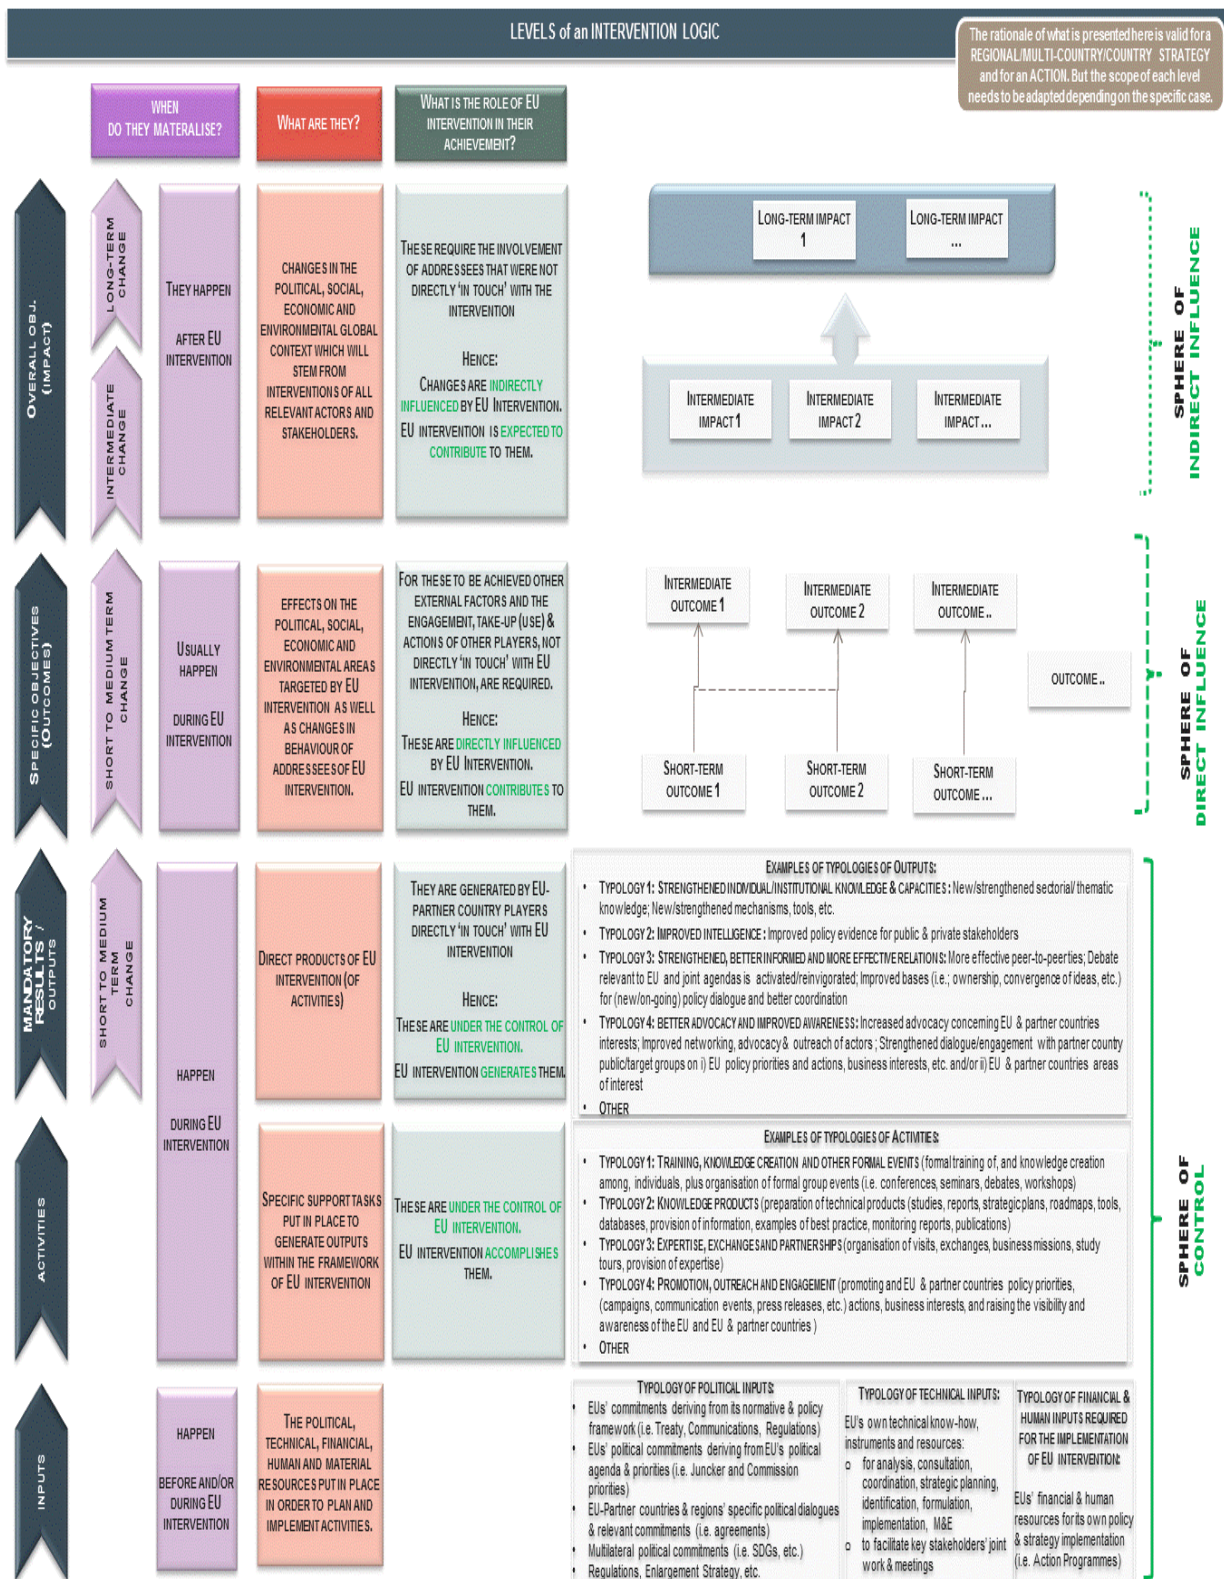 LEVELS of an INTERVENTION LOGIC
The rationale of what is presented here is valid for a
REGIONAL/MULTI-COUNTRY/COUNTRY STRATEGY
and for an ACTION. But the scope of each level
needs to be adapted depending on the specific case.
WHEN
DO THEY MATERALISE?
WHAT ARE THEY?
WHAT IS THE ROLE OF EU
INTERVENTION IN THEIR
ACHIEVEMENT?
OVERALL OBJ.
(IMPACT)
LONG-TERM
CHANGE
INTERMEDIATE
CHANGE
THEY HAPPEN
AFTER EU
INTERVENTION
CHANGES IN THE
POLITICAL, SOCIAL,
ECONOMIC AND
ENVIRONMENTAL GLOBAL
CONTEXT WHICH WILL
STEM FROM
INTERVENTIONS OF ALL
RELEVANT ACTORS AND
STAKEHOLDERS.
THESE REQUIRE THE INVOLVEMENT
OF ADDRESEES THAT WERE NOT
DIRECTLY 'IN TOUCH' WITH THE
INTERVENTION
HENCE:
CHANGES ARE INDIRECTLY
INFLUENCED BY EU INTERVENTION.
EU INTERVENTION IS EXPECTED TO
CONTRIBUTE TO THEM.
LONG-TERM IMPACT
1
LONG-TERM IMPACT
...
INTERMEDIATE
IMPACT 1
INTERMEDIATE
IMPACT 2
INTERMEDIATE
IMPACT...
SPHERE OF
INDIRECT INFLUENCE
SPECIFIC OBJECTIVES
(OUTCOMES)
SHORT TO MEDIUM TERM
CHANGE
USUALLY
HAPPEN
DURING EU
INTERVENTION
EFFECTS ON THE
POLITICAL, SOCIAL,
ECONOMIC AND
ENVIRONMENTAL AREAS
TARGETED BY EU
INTERVENTION AS WELL
AS CHANGES IN
BEHAVIOUR OF
ADDRESEES OF EU
INTERVENTION.
FOR THESE TO BE ACHIEVED OTHER
EXTERNAL FACTORS AND THE
ENGAGEMENT, TAKE-UP (USE) &
ACTIONS OF OTHER PLAYERS, NOT
DIRECTLY 'IN TOUCH' WITH EU
INTERVENTION, ARE REQUIRED.
HENCE:
THESE ARE DIRECTLY INFLUENCED
BY EU INTERVENTION.
EU INTERVENTION CONTRIBUTES TO
THEM.
INTERMEDIATE
OUTCOME 1
INTERMEDIATE
OUTCOME 2
INTERMEDIATE
OUTCOME ..
OUTCOME ..
SHORT-TERM
OUTCOME 1
SHORT-TERM
OUTCOME 2
SHORT-TERM
OUTCOME ...
SPHERE OF
DIRECT INFLUENCE
MANDATORY
RESULTS /
OUTPUTS
SHORT TO MEDIUM
TERM
CHANGE
HAPPEN
DURING EU
INTERVENTION
DIRECT PRODUCTS OF EU
INTERVENTION (OF
ACTIVITIES)
THEY ARE GENERATED BY EU-
PARTNER COUNTRY PLAYERS
DIRECTLY 'IN TOUCH' WITH EU
INTERVENTION
HENCE:
THESE ARE UNDER THE CONTROL OF
EU INTERVENTION.
EU INTERVENTION GENERATES THEM.
EXAMPLES OF TYPOLOGIES OF OUTPUTS:
• TYPOLOGY 1: STRENGTHENED INDIVIDUAL/INSTITUTIONAL KNOWLEDGE & CAPACITIES: New/strengthened sectorial/ thematic
knowledge; New/strengthened mechanisms, tools, etc.
• TYPOLOGY 2: IMPROVED INTELLIGENCE: Improved policy evidence for public & private stakeholders
• TYPOLOGY 3: STRENGTHENED, BETTER INFORMED AND MORE EFFECTIVE RELATIONS: More effective peer-to-peerties; Debate
relevant to EU and joint agendas is activated/reinvigorated; Improved bases (i.e.; ownership, convergence of ideas, etc.)
for (new/on-going) policy dialogue and better coordination
• TYPOLOGY 4: BETTER ADVOCACY AND IMPROVED AWARENESS: Increased advocacy concerning EU & partner countries
interests; Improved networking, advocacy & outreach of actors ; Strengthened dialogue/engagement with partner country
public/target groups on i) EU policy priorities and actions, business interests, etc. and/or ii) EU & partner countries areas
of interest
• OTHER
ACTIVITIES
SPECIFIC SUPPORT TASKS
PUT IN PLACE TO
GENERATE OUTPUTS
WITHIN THE FRAMEWORK
OF EU INTERVENTION
THESE ARE UNDER THE CONTROL OF
EU INTERVENTION.
EU INTERVENTION ACCOMPLISHES
THEM.
EXAMPLES OF TYPOLOGIES OF ACTIVITIES:
• TYPOLOGY 1: TRAINING, KNOWLEDGE CREATION AND OTHER FORMAL EVENTS (formal training of, and knowledge creation
among, individuals, plus organisation of formal group events (i.e. conferences, seminars, debates, workshops)
• TYPOLOGY 2: KNOWLEDGE PRODUCTS (preparation of technical products (studies, reports, strategic plans, roadmaps, tools,
databases, provision of information, examples of best practice, monitoring reports, publications)
• TYPOLOGY 3: EXPERTISE, EXCHANGES AND PARTNERSHIPS (organisation of visits, exchanges, business missions, study
tours, provision of expertise)
• TYPOLOGY 4: PROMOTION, OUTREACH AND ENGAGEMENT (promoting and EU & partner countries policy priorities,
(campaigns, communication events, press releases, etc.) actions, business interests, and raising the visibility and
awareness of the EU and EU & partner countries )
• OTHER
SPHERE OF
CONTROL
INPUTS
HAPPEN
BEFORE AND/OR
DURING EU
INTERVENTION
THE POLITICAL,
TECHNICAL, FINANCIAL,
HUMAN AND MATERIAL
RESOURCES PUT IN PLACE
IN ORDER TO PLAN AND
IMPLEMENT ACTIVITIES.
TYPOLOGY OF POLITICAL INPUTS:
• EUs' commitments deriving from its normative & policy
framework (i.e. Treaty, Communications, Regulations)
• EUs' political commitments deriving from EU's political
agenda & priorities (i.e. Juncker and Commission
priorities)
• EU-Partner countries & regions' specific political dialogues
& relevant commitments (i.e. agreements)
• Multilateral political commitments (i.e. SDGs, etc.)
• Regulations, Enlargement Strategy, etc.
TYPOLOGY OF TECHNICAL INPUTS:
EU's own technical know-how,
instruments and resources:
o for analysis, consultation,
coordination, strategic planning,
identification, formulation,
implementation, M&E
o to facilitate key stakeholders' joint
work & meetings
TYPOLOGY OF FINANCIAL &
HUMAN INPUTS REQUIRED
FOR THE IMPLEMENTATION
OF EU INTERVENTION:
EUs' financial & human
resources for its own policy
& strategy implementation
(i.e. Action Programmes)